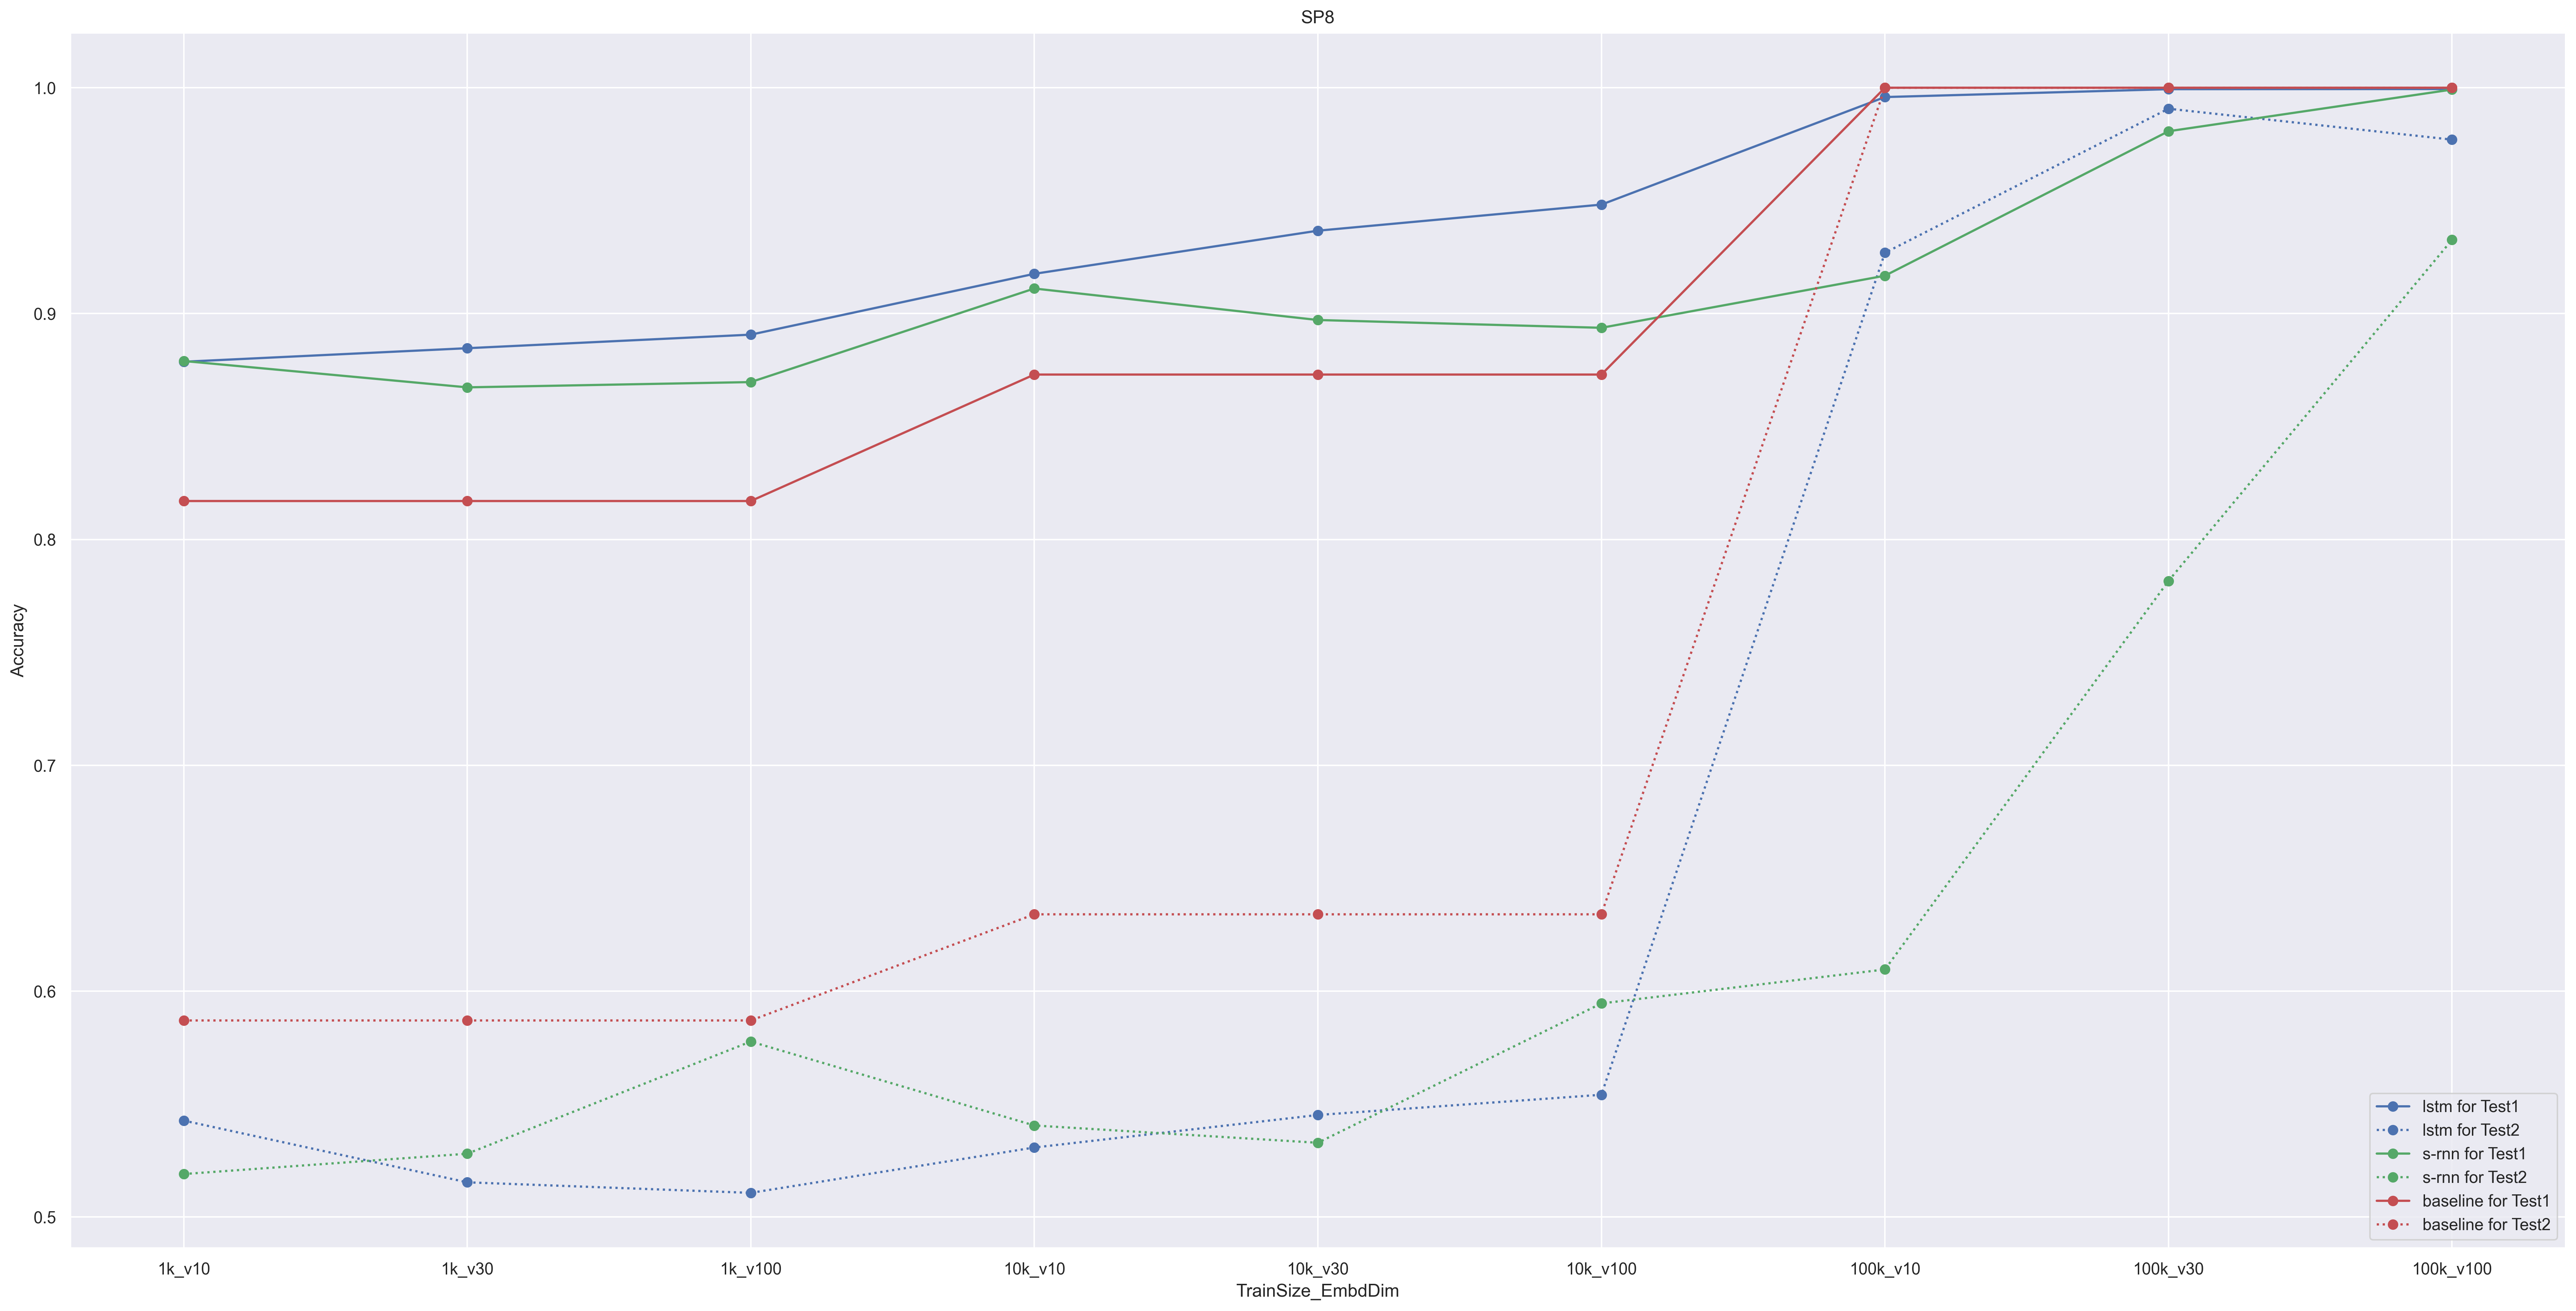 SP8
1.0
0.9
0.8
0.7
0.6
0.5
Accuracy
1k_v10 1k_v30 1k_v100 10k_v10 10k_v30 10k_v100 100k_v10 100k_v30 100k_v100
TrainSize_EmbdDim
lstm for Test1
lstm for Test2
s-rnn for Test1
s-rnn for Test2
baseline for Test1
baseline for Test2